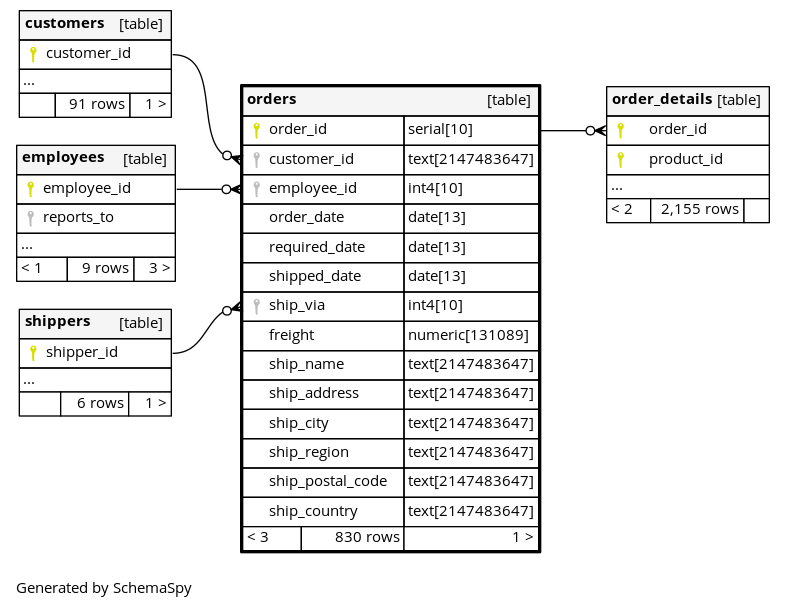 customers [table]
customer_id
...
91 rows 1 >
employees [table]
employee_id
reports_to
...
< 1 9 rows 3 >
shippers [table]
shipper_id
...
6 rows 1 >
orders [table]
order_id serial[10]
customer_id text[2147483647]
employee_id int4[10]
order_date date[13]
required_date date[13]
shipped_date date[13]
ship_via int4[10]
freight numeric[131089]
ship_name text[2147483647]
ship_address text[2147483647]
ship_city text[2147483647]
ship_region text[2147483647]
ship_postal_code text[2147483647]
ship_country text[2147483647]
< 3 830 rows 1 >
order_details [table]
order_id
product_id
...
< 2 2,155 rows
Generated by SchemaSpy